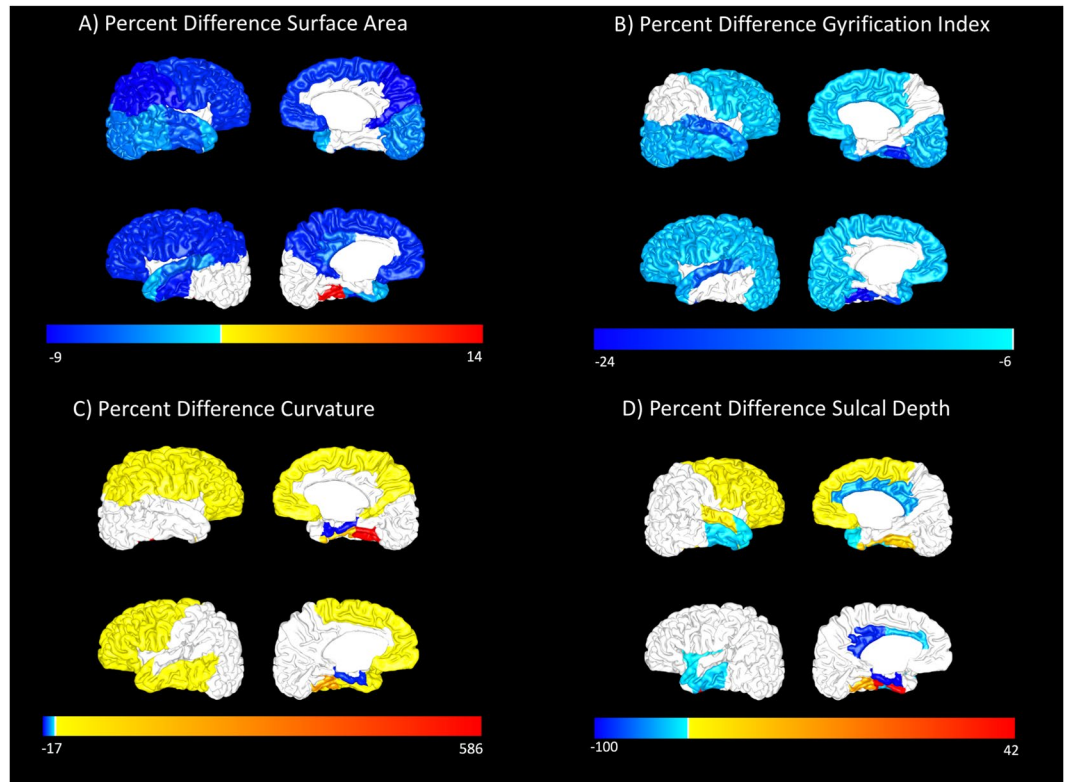 A) Percent Difference Surface Area
B) Percent Difference Gyrification Index
-9
14
-24
-6
C) Percent Difference Curvature
D) Percent Difference Sulcal Depth
-17
586
-100
42